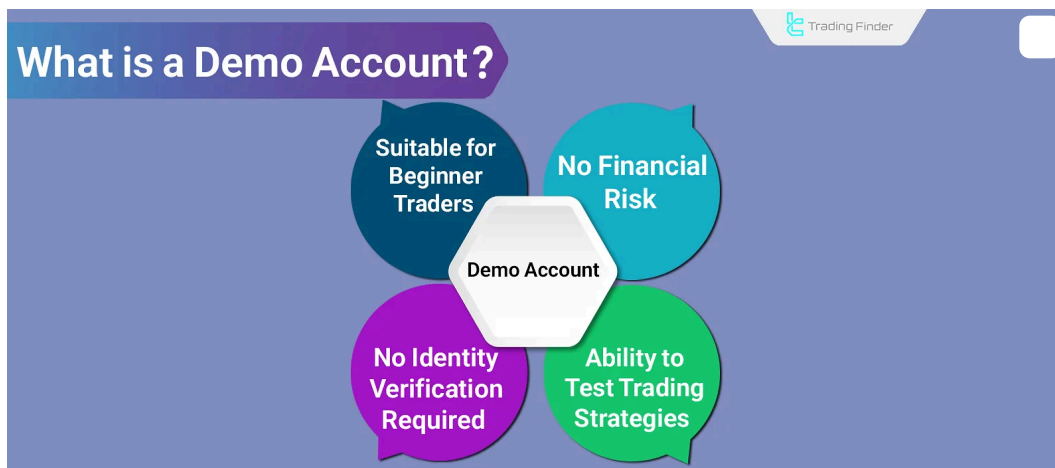 What is a Demo Account?
Trading Finder
Suitable for
Beginner
Traders
No Financial
Risk
Demo Account
No Identity
Verification
Required
Ability to
Test Trading
Strategies